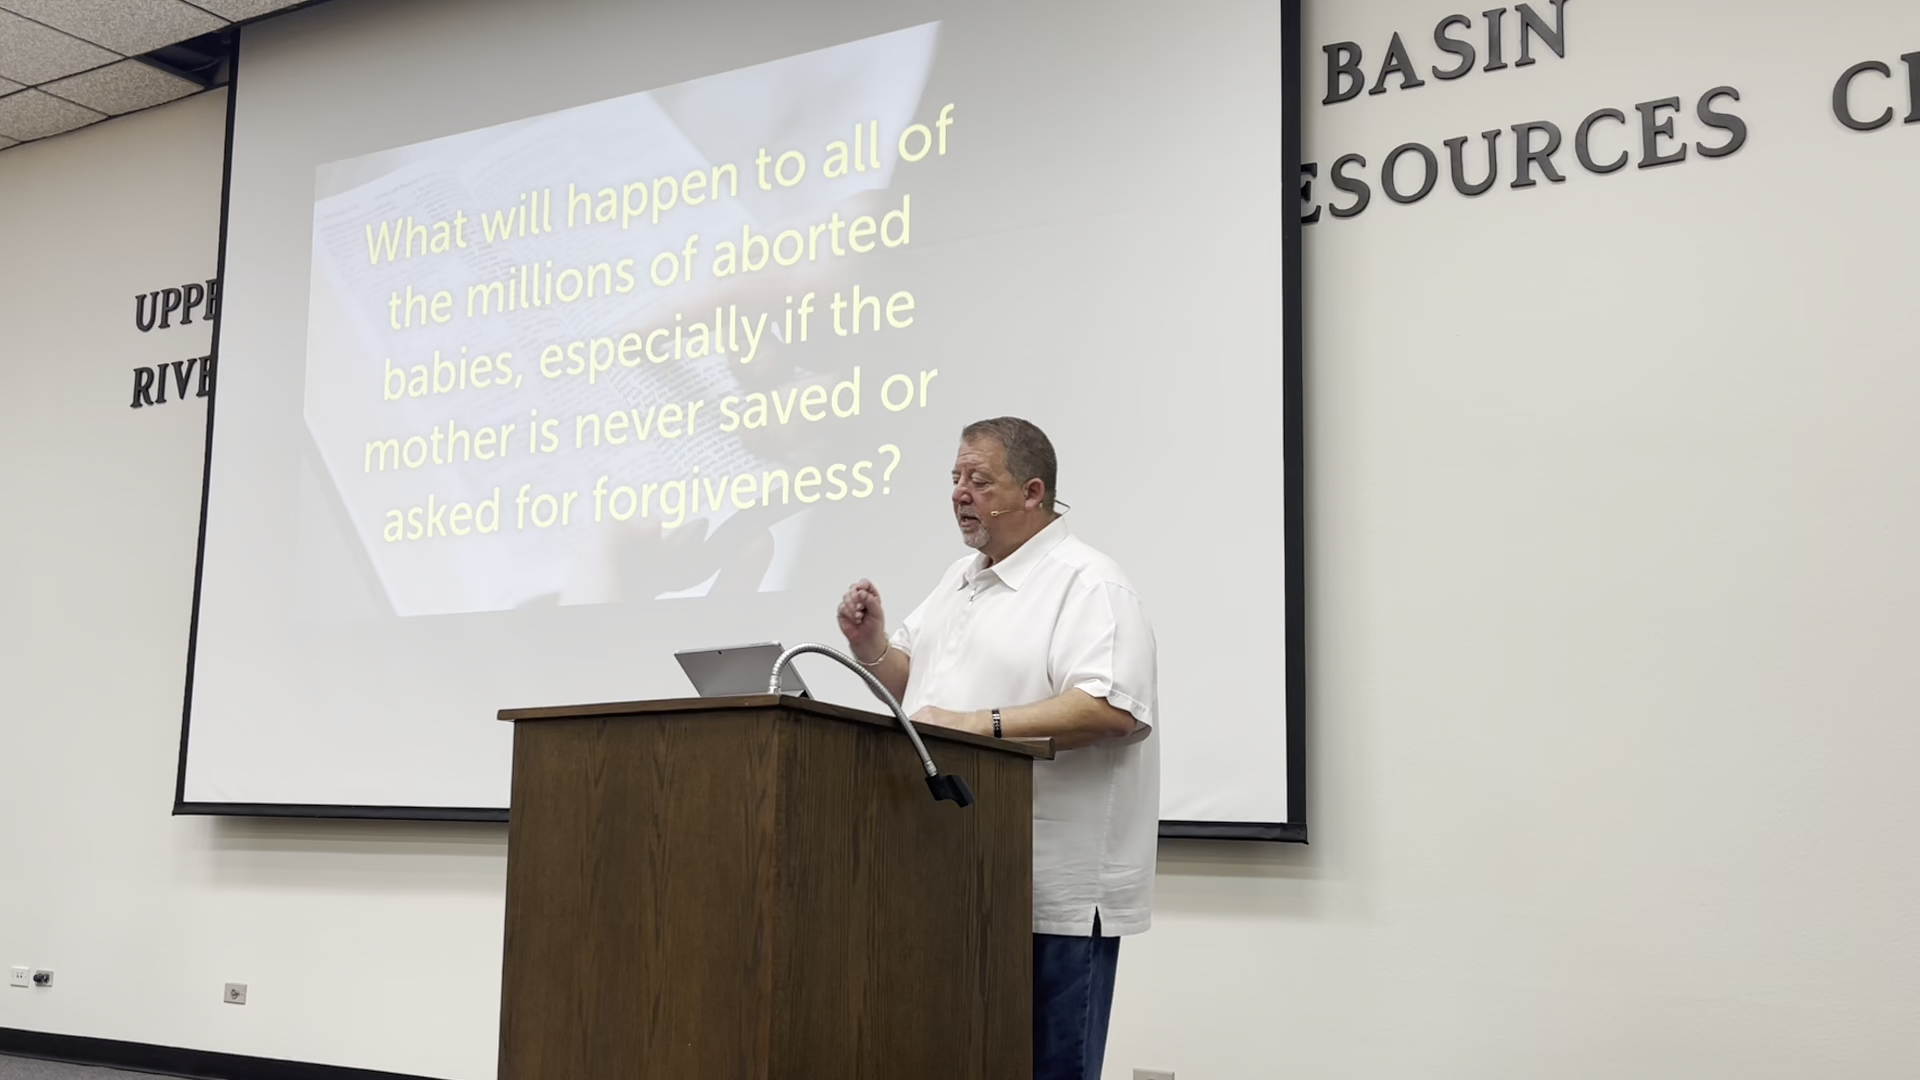 What will happen to all of
the millions of aborted
babies, especially if the
mother is never saved or
asked for forgiveness?
UPPE
RIVE
BASIN
ESOURCES